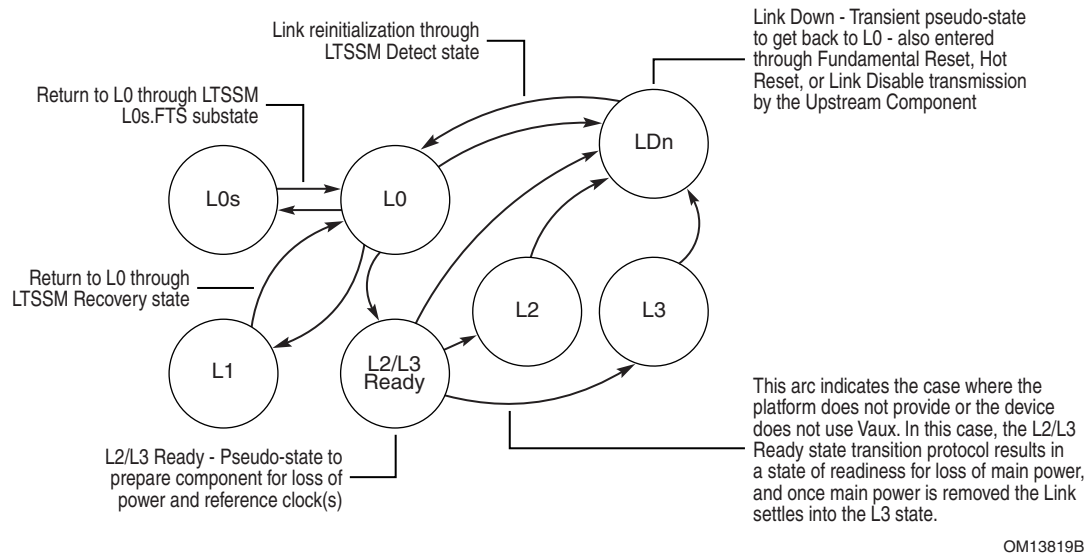 Link reinitialization through
LTSSM Detect state
Link Down - Transient pseudo-state
to get back to L0 - also entered
through Fundamental Reset, Hot
Reset, or Link Disable transmission
by the Upstream Component
Return to L0 through LTSSM
L0s.FTS substate
L0s
L0
LDn
Return to L0 through
LTSSM Recovery state
L1
L2/L3
Ready
L2
L3
L2/L3 Ready - Pseudo-state to
prepare component for loss of
power and reference clock(s)
This arc indicates the case where the
platform does not provide or the device
does not use Vaux. In this case, the L2/L3
Ready state transition protocol results in
a state of readiness for loss of main power,
and once main power is removed the Link
settles into the L3 state.
OM13819B